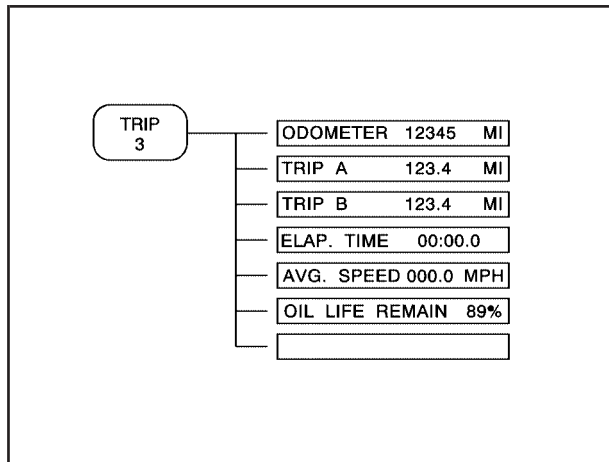 TRIP
3
ODOMETER 12345 MI
TRIP A 123.4 MI
TRIP B 123.4 MI
ELAP. TIME 00:00.0
AVG. SPEED 000.0 MPH
OIL LIFE REMAIN 89%